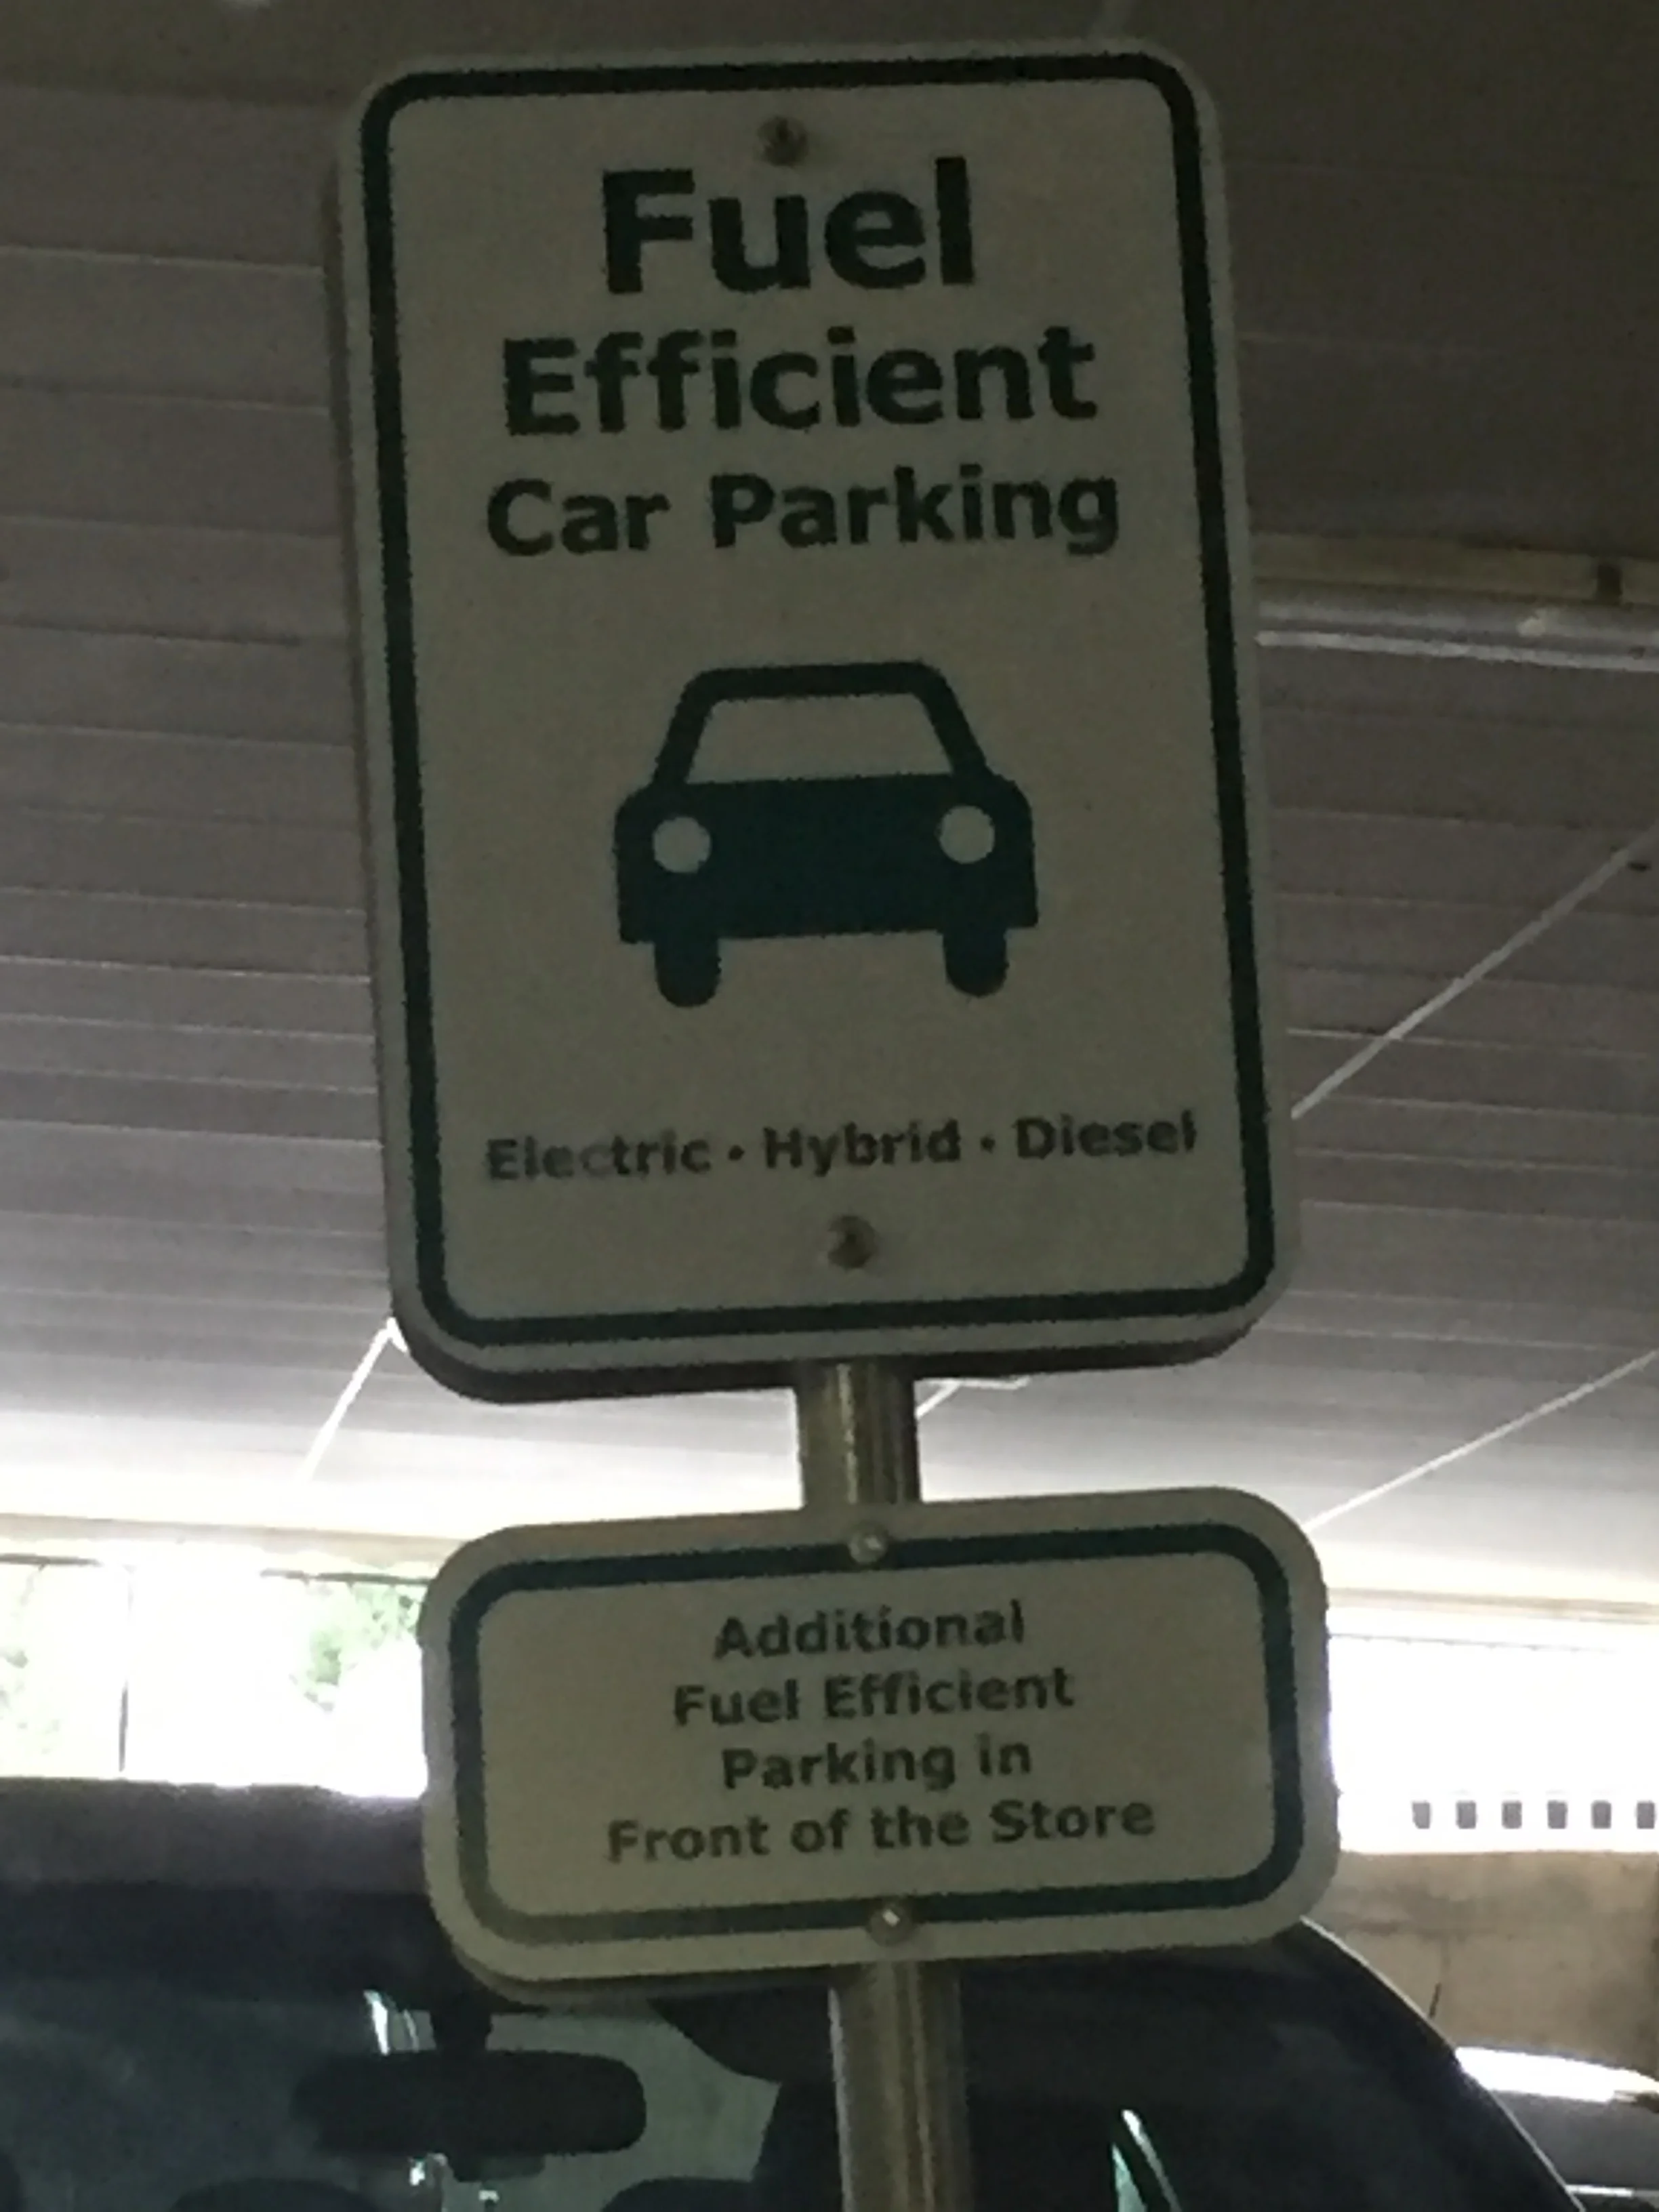 Fuel
Efficient
Car Parking
Electric • Hybrid • Diesel
Additional
Fuel Efficient
Parking in
Front of the Store